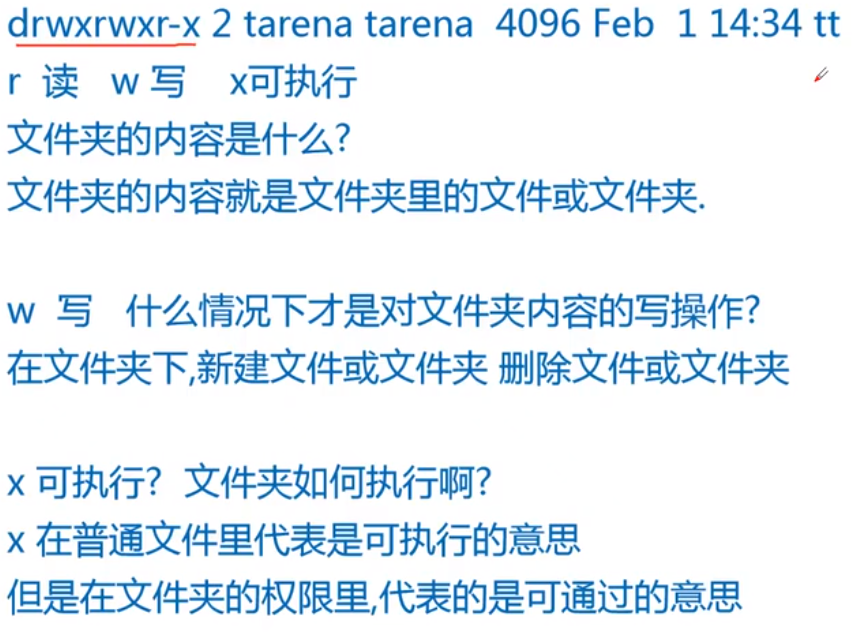 drwxrwxr-x 2 tarena tarena  4096 Feb  1 14:34 tt
r  读   w 写    x可执行
文件夹的内容是什么?
文件夹的内容就是文件夹里的文件或文件夹.
w  写   什么情况下才是对文件夹内容的写操作?
在文件夹下,新建文件或文件夹 删除文件或文件夹
x 可执行?  文件夹如何执行啊?
x 在普通文件里代表是可执行的意思
但是在文件夹的权限里,代表的是可通过的意思